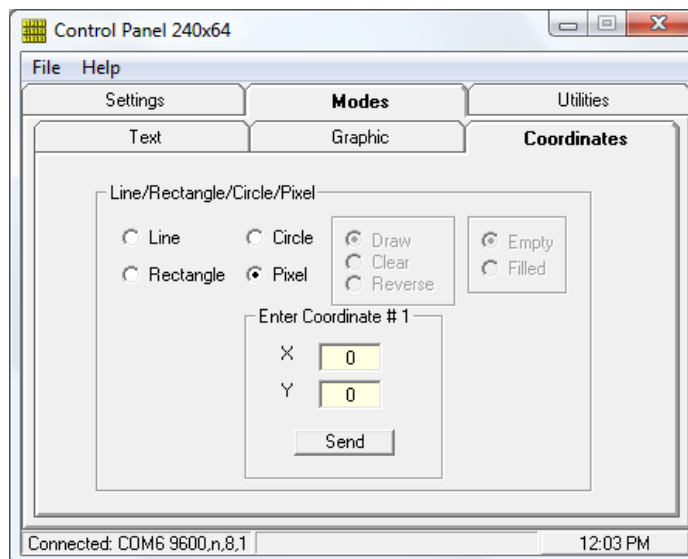 Control Panel 240x64
File Help
Settings Modes Utilities
Text Graphic Coordinates
Line/Rectangle/Circle/Pixel
Line Circle Draw Empty
Clear
Rectangle Pixel Filled
Reverse
Enter Coordinate # 1
X 0
Y 0
Send
Connected: COM6 9600,n,8,1 12:03 PM